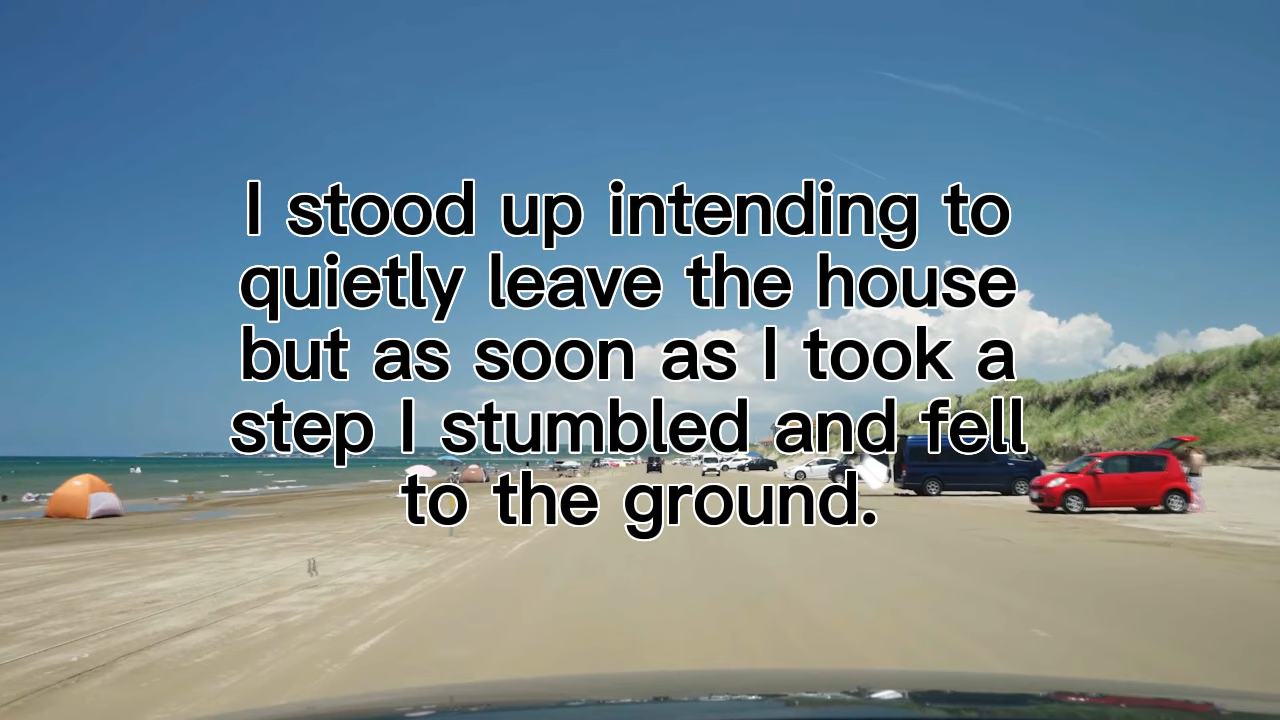 I stood up intending to
quietly leave the house
but as soon as I took a
step I stumbled and fell
to the ground.